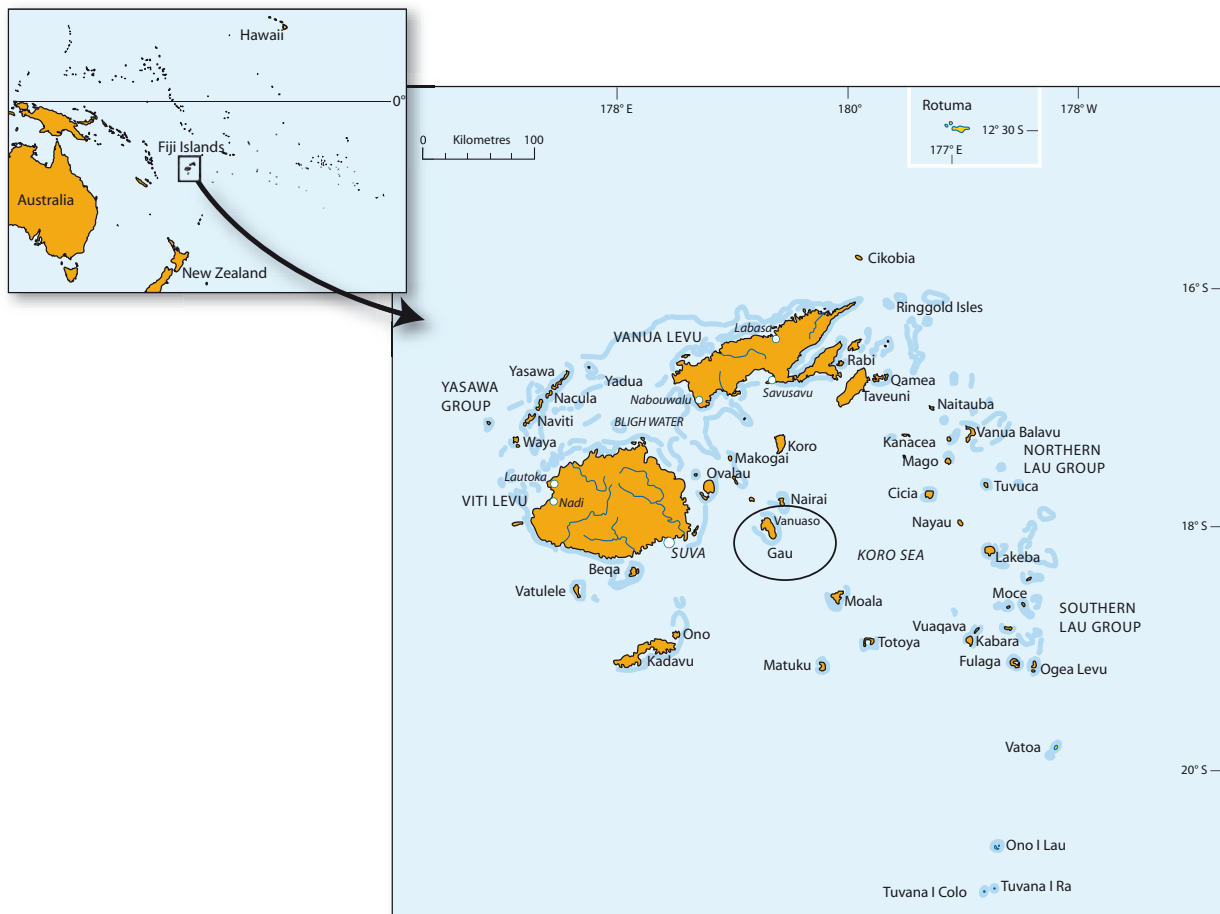 Hawaii
0°
Fiji Islands
Australia
New Zealand
178° E
180°
178° W
Rotuma
12° 30 S
177° E
0 Kilometres 100
Cikobia
16° S
Ringgold Isles
Labasa
VANUA LEVU
Rabi
Yasawa
Yadua
Qamea
YASAWA
GROUP
Nacula
Nabouwalu
Savusavu
Taveuni
Naitauba
Naviti
BLIGH WATER
Waya
Koro
Kanacea
Vanua Balavu
NORTHERN
LAU GROUP
Makogai
Mago
Lautoka
Ovalau
Tuvuca
VITI LEVU
Nadi
Nairai
Cicia
Vanuaso
Nayau
18° S
SUVA
Gau
KORO SEA
Lakeba
Beqa
Vatulele
Moala
Moce
SOUTHERN
LAU GROUP
Vuaqava
Ono
Totoya
Kabara
Kadavu
Matuku
Fulaga
Ogea Levu
Vatoa
20° S
Ono I Lau
Tuvana I Colo
Tuvana I Ra